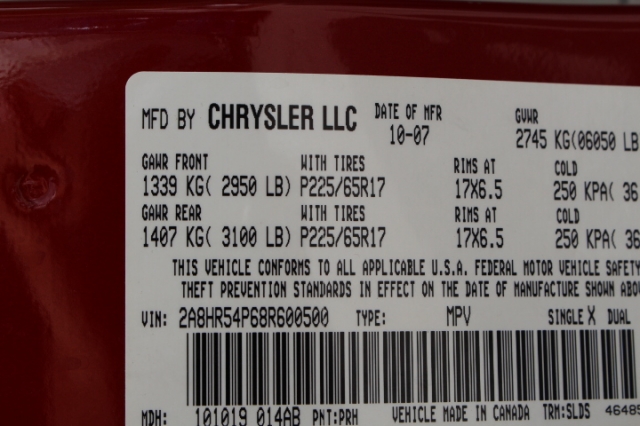 MFD BY CHRYSLER LLC DATE OF MFR GVWR
10-07 2745 KG(06050 LB
GAWR FRONT WITH TIRES RIMS AT COLD
1339 KG( 2950 LB) P225/65R17 17X6.5 250 KPA( 36
GAWR REAR WITH TIRES RIMS AT COLD
1407 KG( 3100 LB) P225/65R17 17X6.5 250 KPA( 36
THIS VEHICLE CONFORMS TO ALL APPLICABLE U.S.A. FEDERAL MOTOR VEHICLE SAFETY
THEFT PREVENTION STANDARDS IN EFFECT ON THE DATE OF MANUFACTURE SHOWN ABOV
VIN: 2A8HR54P68R600500 TYPE: MPV SINGLE X DUAL
MDH: 101019 014AB PNT:PRH VEHICLE MADE IN CANADA TRM:SLDS 46485